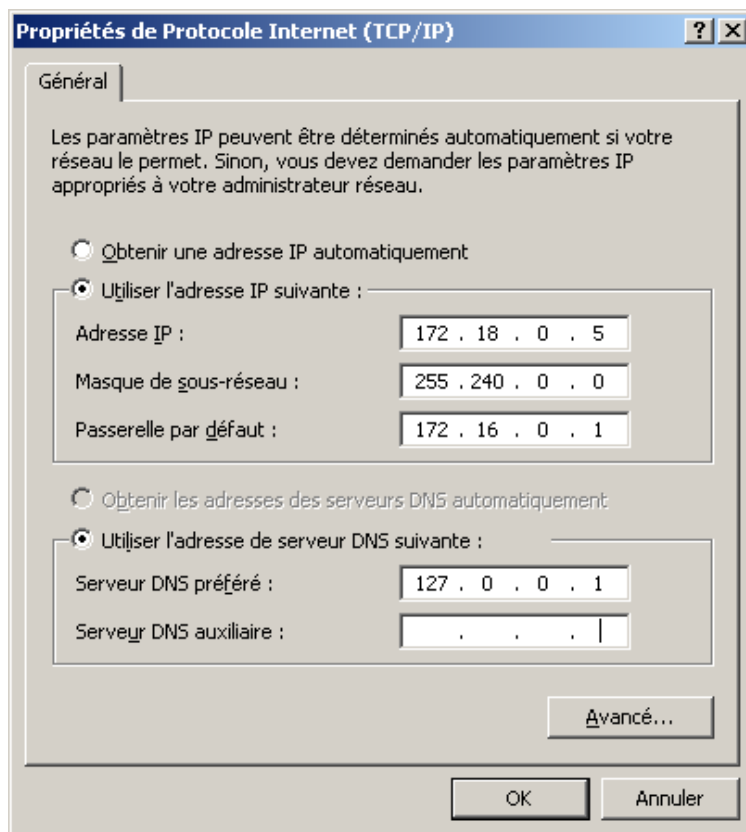 Propriétés de Protocole Internet (TCP/IP)
Général
Les paramètres IP peuvent être déterminés automatiquement si votre
réseau le permet. Sinon, vous devez demander les paramètres IP
appropriés à votre administrateur réseau.
Obtenir une adresse IP automatiquement
Utiliser l'adresse IP suivante :
Adresse IP : 172 . 18 . 0 . 5
Masque de sous-réseau : 255 . 240 . 0 . 0
Passerelle par défaut : 172 . 16 . 0 . 1
Obtenir les adresses des serveurs DNS automatiquement
Utiliser l'adresse de serveur DNS suivante :
Serveur DNS préféré : 127 . 0 . 0 . 1
Serveur DNS auxiliaire : . . .
Avancé...
OK Annuler